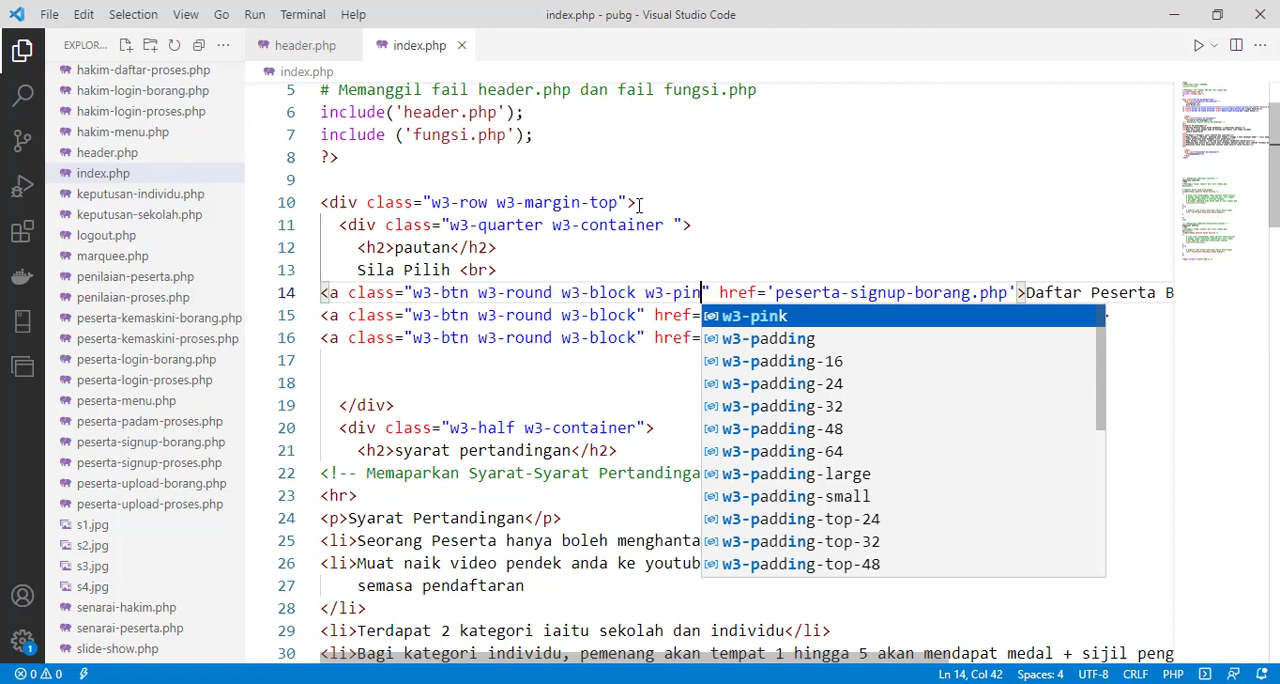 File Edit Selection View Go Run Terminal Help
index.php - pubg - Visual Studio Code
EXPLOR...
header.php
index.php
index.php
hakim-daftar-proses.php
hakim-login-borang.php
hakim-login-proses.php
hakim-menu.php
header.php
index.php
keputusan-individu.php
keputusan-sekolah.php
logout.php
marquee.php
penilaian-peserta.php
penilaian-proses.php
peserta-kemaskini-borang.php
peserta-kemaskini-proses.php
peserta-login-borang.php
peserta-login-proses.php
peserta-menu.php
peserta-padam-proses.php
peserta-signup-borang.php
peserta-signup-proses.php
peserta-upload-borang.php
peserta-upload-proses.php
s1.jpg
s2.jpg
s3.jpg
s4.jpg
senarai-hakim.php
senarai-peserta.php
slide-show.php
5 # Memanggil fail header.php dan fail fungsi.php
6 include('header.php');
7 include ('fungsi.php');
8 ?>
9
10 <div class="w3-row w3-margin-top">
11 <div class="w3-quarter w3-container ">
12 <h2>pautan</h2>
13 Sila Pilih <br>
14 <a class="w3-btn w3-round w3-block w3-pin" href='peserta-signup-borang.php'>Daftar Peserta B
15 <a class="w3-btn w3-round w3-block" href=
16 <a class="w3-btn w3-round w3-block" href=
17
18
19 </div>
20 <div class="w3-half w3-container">
21 <h2>syarat pertandingan</h2>
22 <!-- Memaparkan Syarat-Syarat Pertandinga
23 <hr>
24 <p>Syarat Pertandingan</p>
25 <li>Seorang Peserta hanya boleh menghanta
26 <li>Muat naik video pendek anda ke youtub
27 semasa pendaftaran
28 </li>
29 <li>Terdapat 2 kategori iaitu sekolah dan individu</li>
30 <li>Bagi kategori individu, pemenang akan tempat 1 hingga 5 akan mendapat medal + sijil peng
w3-pink
w3-padding
w3-padding-16
w3-padding-24
w3-padding-32
w3-padding-48
w3-padding-64
w3-padding-large
w3-padding-small
w3-padding-top-24
w3-padding-top-32
w3-padding-top-48
1
0 0 Ln 14, Col 42 Spaces: 4 UTF-8 CRLF PHP